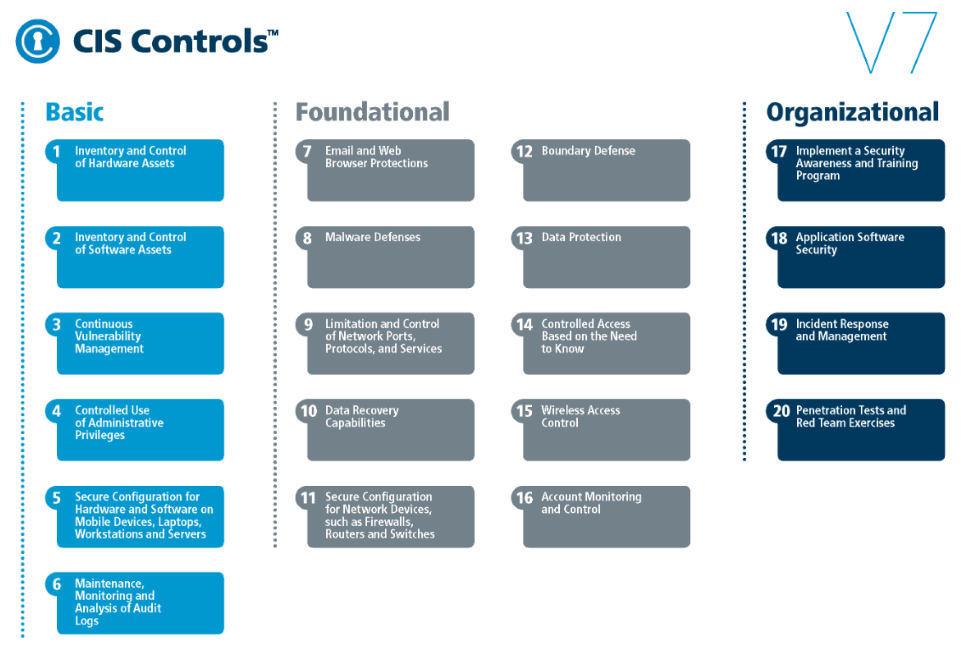 CIS Controls™
V7
Basic
1 Inventory and Control
of Hardware Assets
2 Inventory and Control
of Software Assets
3 Continuous
Vulnerability
Management
4 Controlled Use
of Administrative
Privileges
5 Secure Configuration for
Hardware and Software on
Mobile Devices, Laptops,
Workstations and Servers
6 Maintenance,
Monitoring and
Analysis of Audit
Logs
Foundational
7 Email and Web
Browser Protections
8 Malware Defenses
9 Limitation and Control
of Network Ports,
Protocols, and Services
10 Data Recovery
Capabilities
11 Secure Configuration
for Network Devices,
such as Firewalls,
Routers and Switches
12 Boundary Defense
13 Data Protection
14 Controlled Access
Based on the Need
to Know
15 Wireless Access
Control
16 Account Monitoring
and Control
Organizational
17 Implement a Security
Awareness and Training
Program
18 Application Software
Security
19 Incident Response
and Management
20 Penetration Tests and
Red Team Exercises